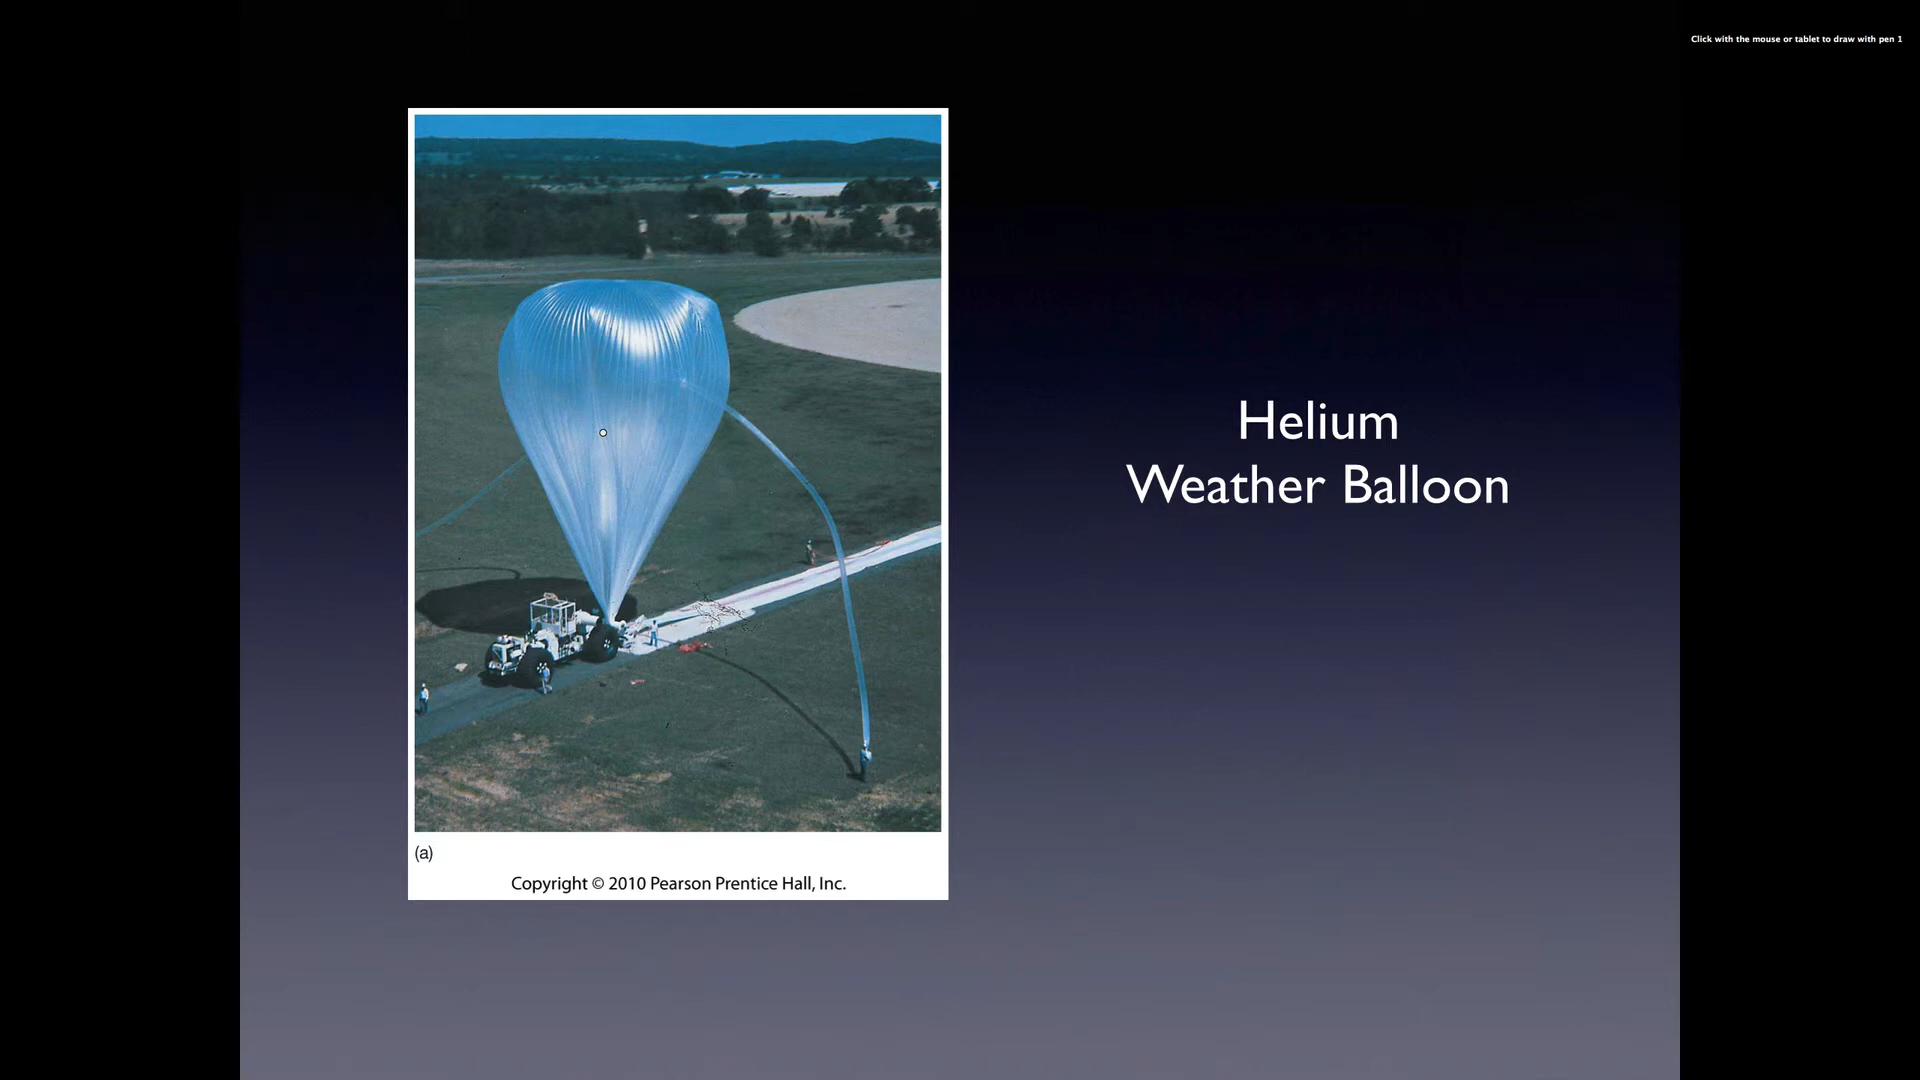 Click with the mouse or tablet to draw with pen 1
Helium
Weather Balloon
(a)
Copyright © 2010 Pearson Prentice Hall, Inc.